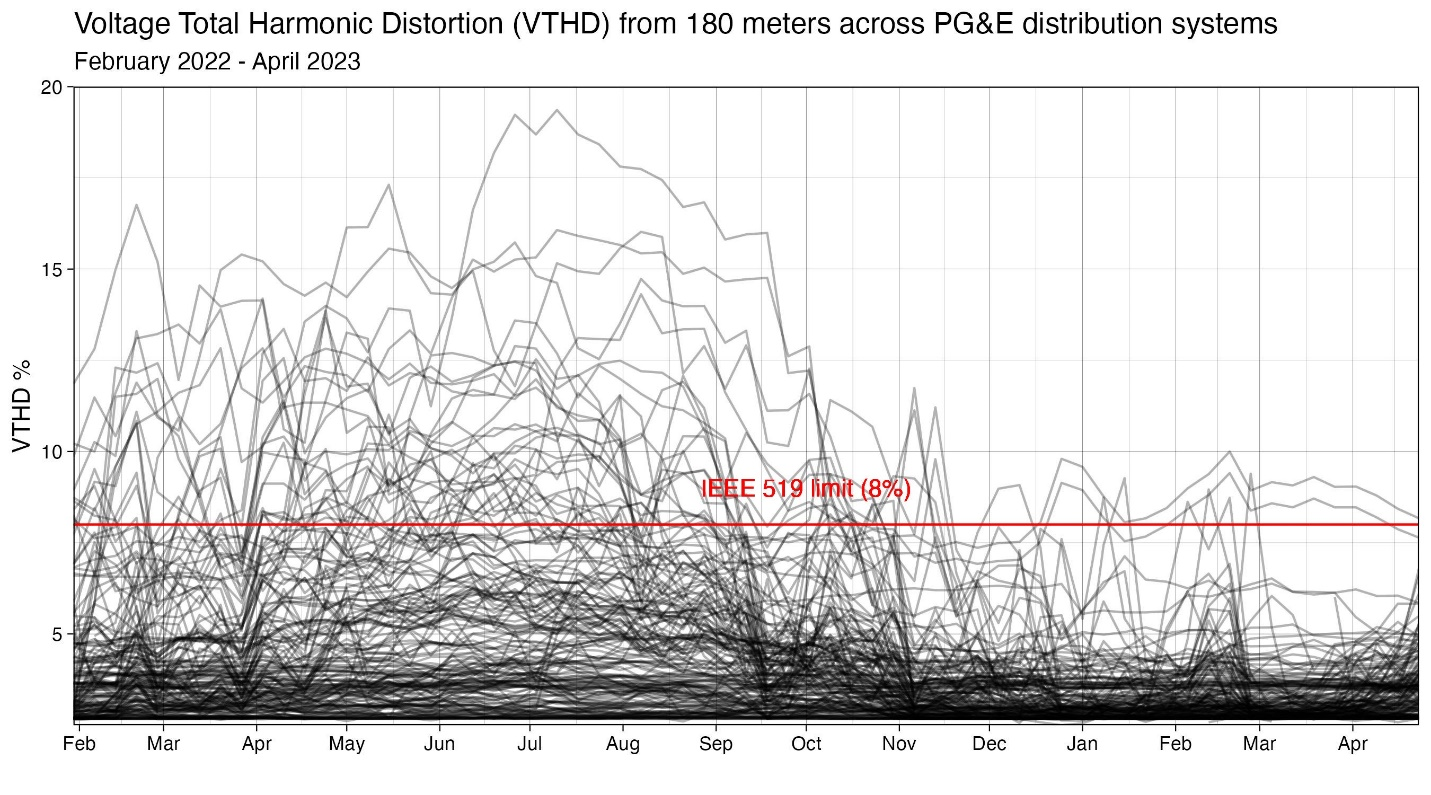 Voltage Total Harmonic Distortion (VTHD) from 180 meters across PG&E distribution systems
February 2022 - April 2023
20
15
10
5
VTHD %
IEEE 519 limit (8%)
Feb Mar Apr May Jun Jul Aug Sep Oct Nov Dec Jan Feb Mar Apr